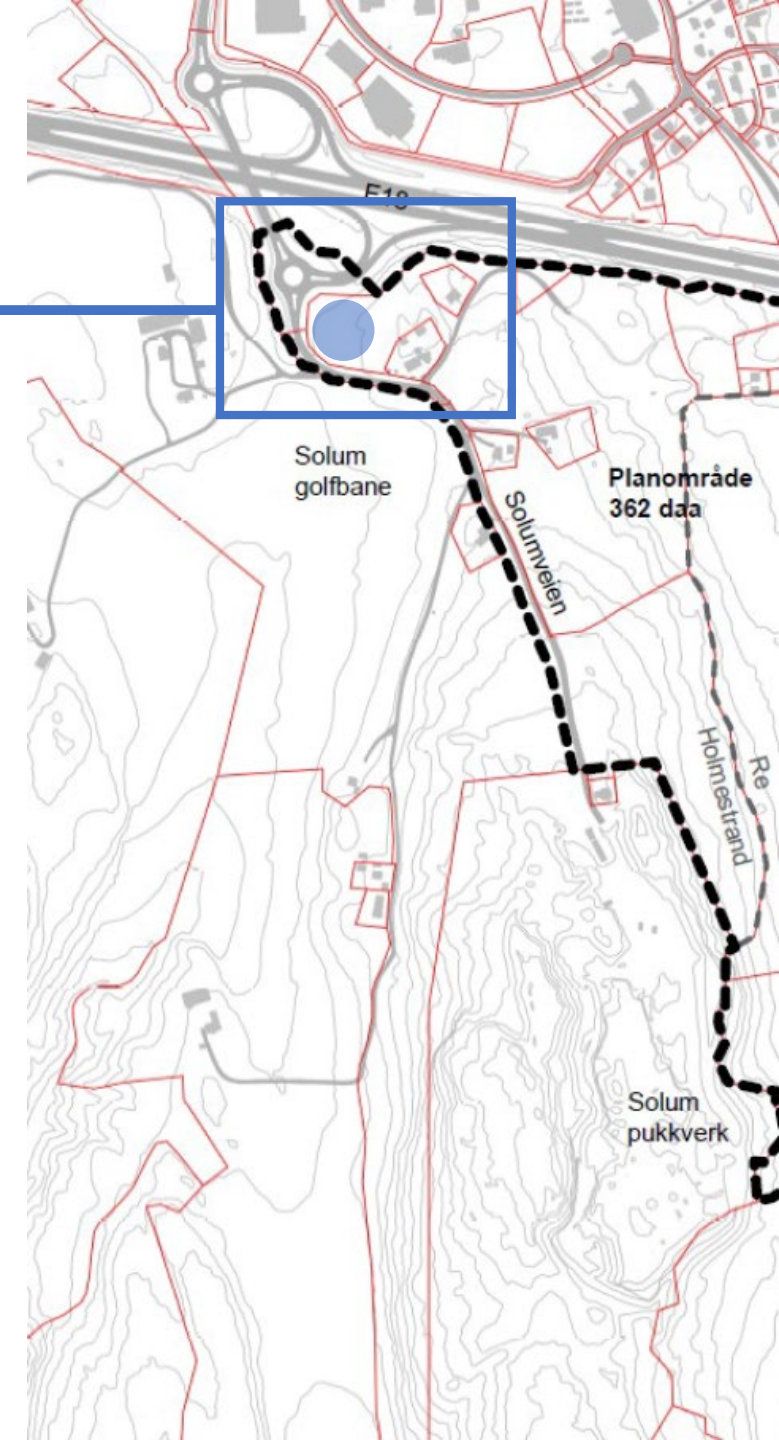 E18
Solum
golfbane
Planområde
362 daa
Solumveien
Re
Holmestrand
Solum
pukkverk